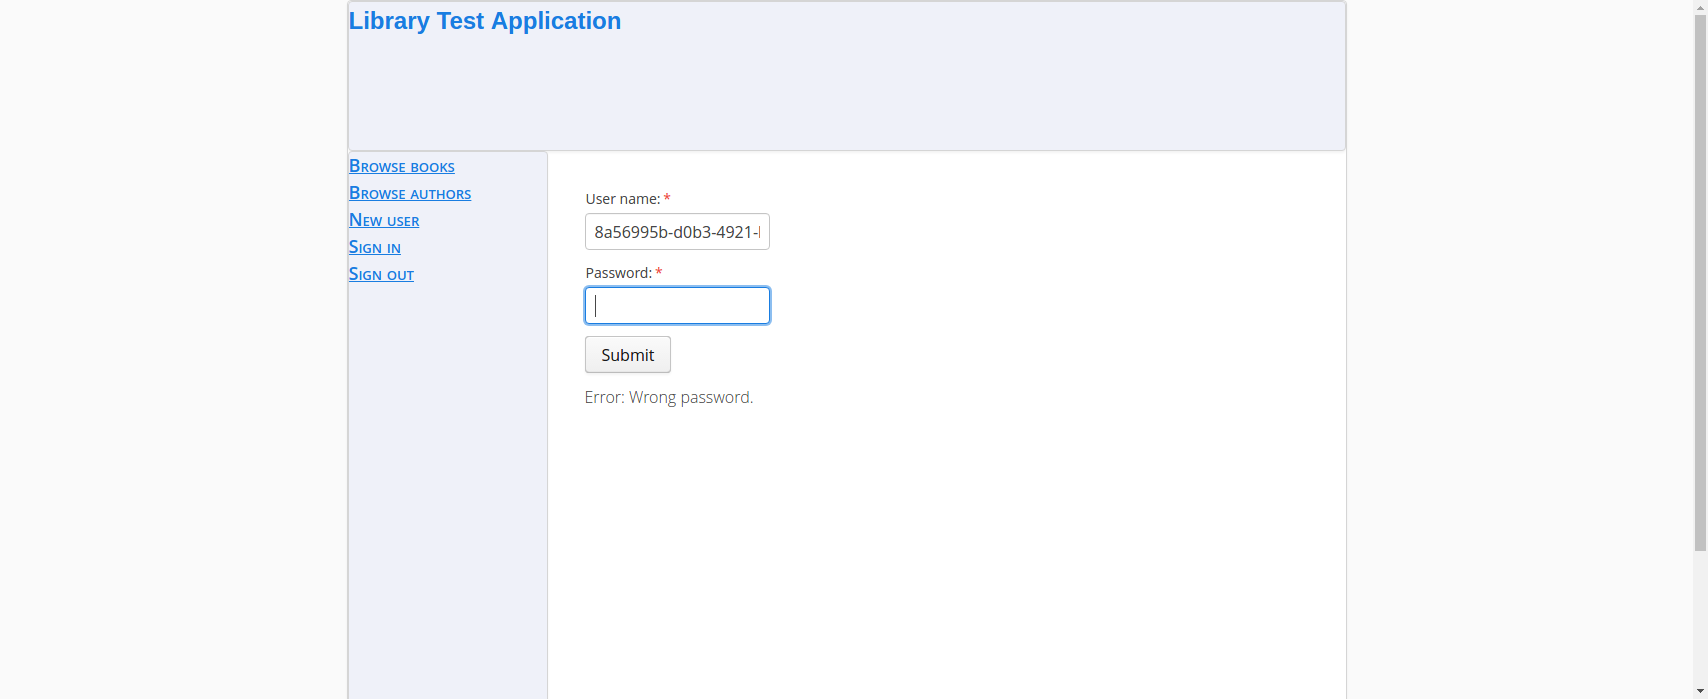 Library Test Application
Browse books
Browse authors
New user
Sign in
Sign out
User name: *
8a56995b-d0b3-4921-
Password: *
Submit
Error: Wrong password.